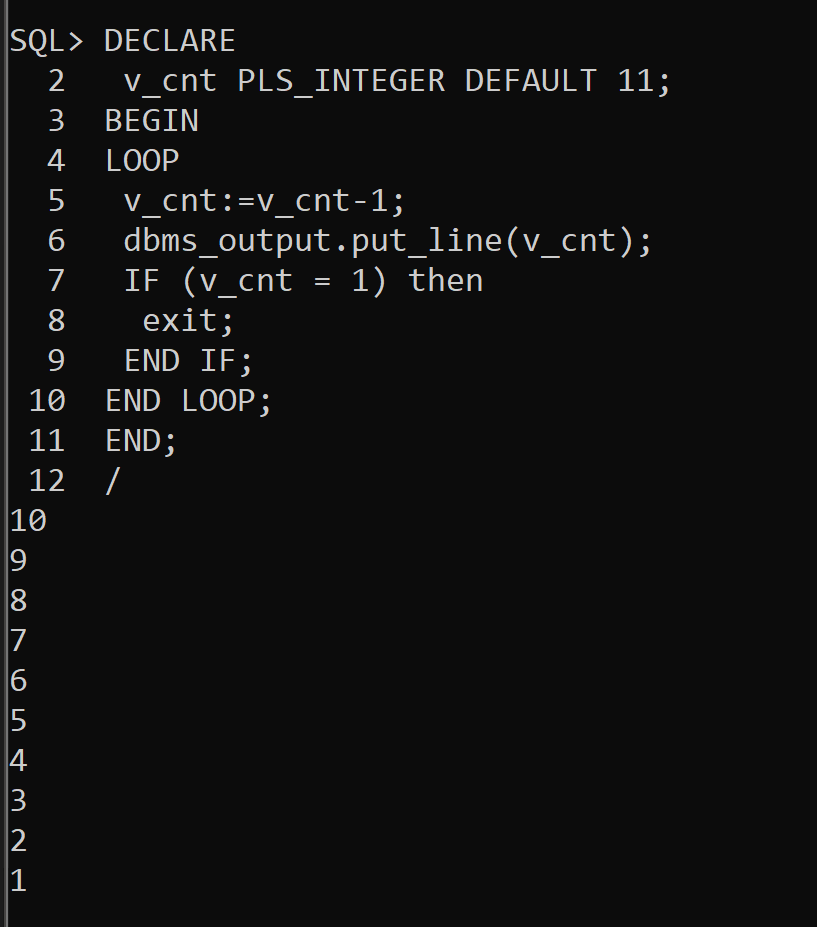 SQL> DECLARE
  2   v_cnt PLS_INTEGER DEFAULT 11;
  3  BEGIN
  4  LOOP
  5   v_cnt:=v_cnt-1;
  6   dbms_output.put_line(v_cnt);
  7   IF (v_cnt = 1) then
  8    exit;
  9   END IF;
 10  END LOOP;
 11  END;
 12  /
10
9
8
7
6
5
4
3
2
1